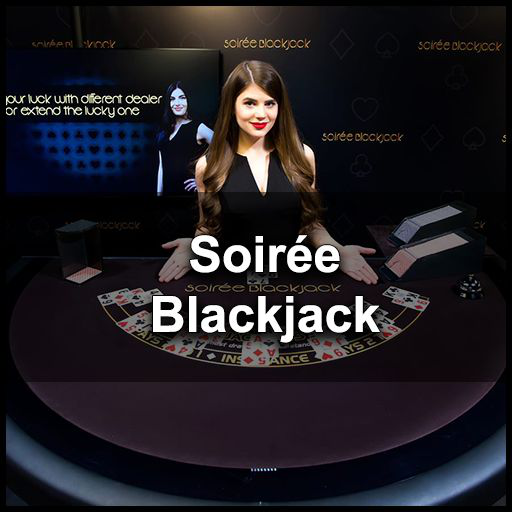 soirée Blackjack
soirée Blackjack
your luck with different dealer
or extend the lucky one
soirée Blackjack
soirée Blackjack
Soirée
Blackjack
soirée Blackjack
INSURANCE